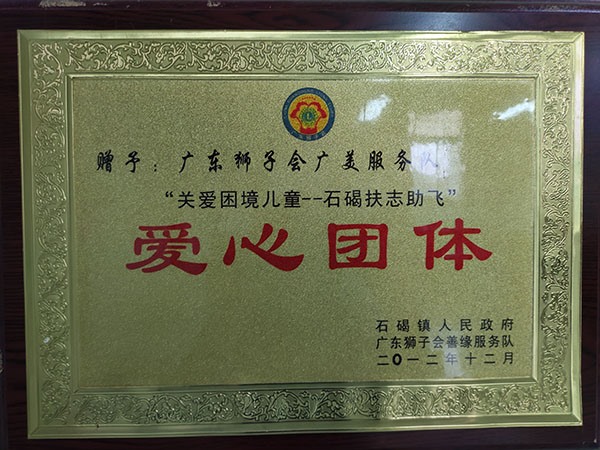 赠予：广东狮子会广美服务队
“关爱困境儿童--石碣扶志助飞”
爱心团体
石碣镇人民政府
广东狮子会善缘服务队
二〇一二年十二月